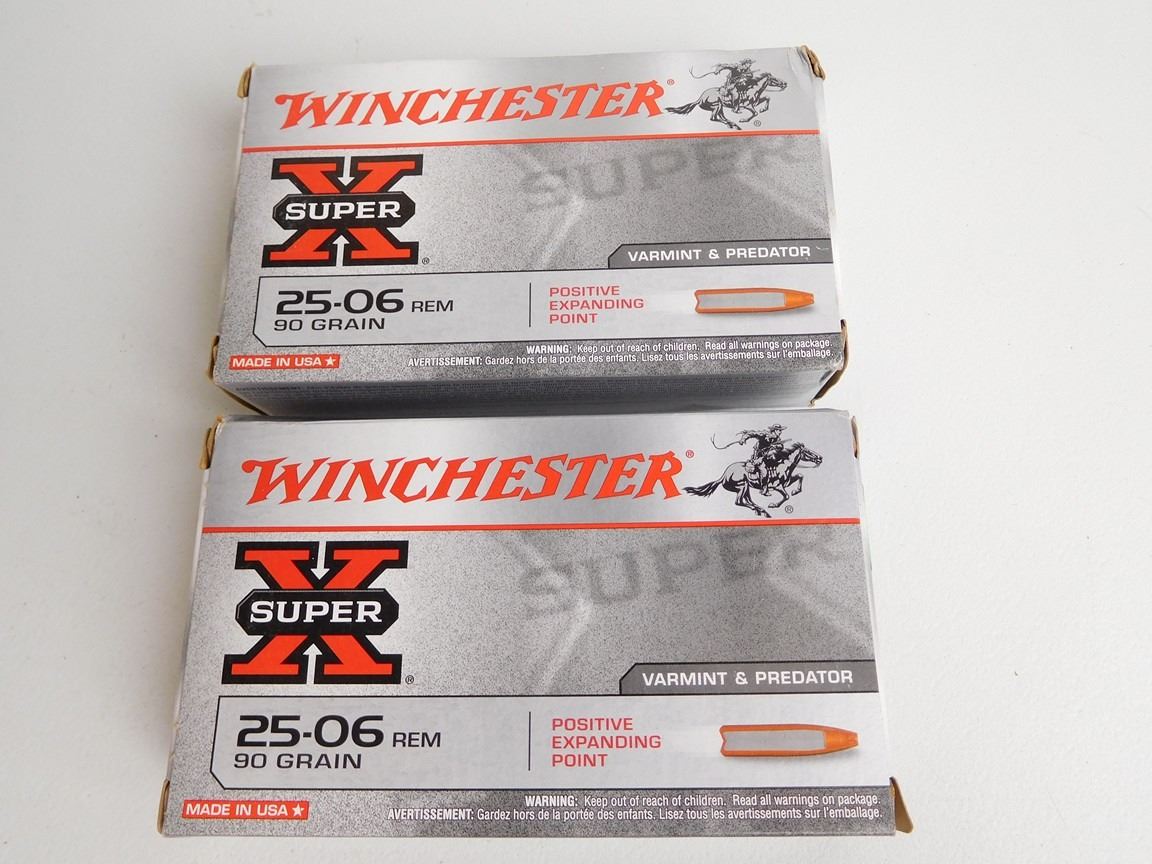 WINCHESTER®
®
SUPER
X
SUPER
®
VARMINT & PREDATOR
25-06 REM
90 GRAIN
POSITIVE
EXPANDING
POINT
WARNING: Keep out of reach of children. Read all warnings on package.
MADE IN USA ★
AVERTISSEMENT: Gardez hors de la portée des enfants. Lisez tous les avertissements sur l'emballage.
WINCHESTER®
®
SUPER
X
SUPER
®
VARMINT & PREDATOR
25-06 REM
90 GRAIN
POSITIVE
EXPANDING
POINT
WARNING: Keep out of reach of children. Read all warnings on package.
MADE IN USA ★
AVERTISSEMENT: Gardez hors de la portée des enfants. Lisez tous les avertissements sur l'emballage.